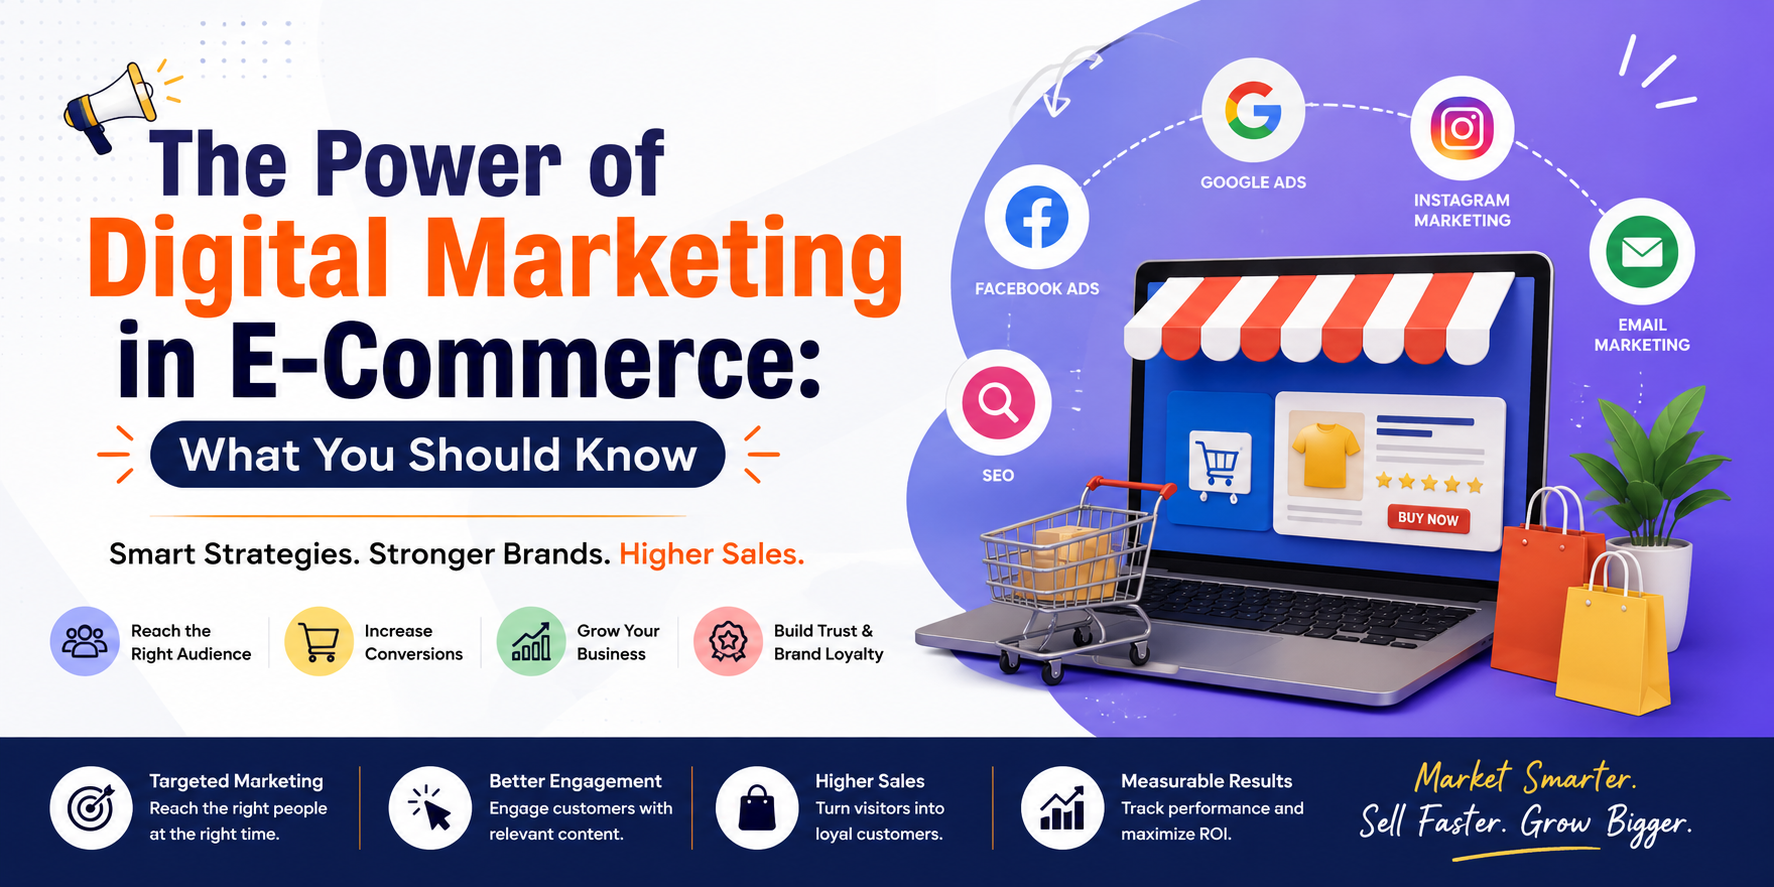 The Power of
Digital Marketing
in E-Commerce:
What You Should Know
Smart Strategies. Stronger Brands. Higher Sales.
Reach the
Right Audience
Increase
Conversions
Grow Your
Business
Build Trust &
Brand Loyalty
FACEBOOK ADS
GOOGLE ADS
INSTAGRAM
MARKETING
EMAIL
MARKETING
SEO
BUY NOW
Targeted Marketing
Reach the right people
at the right time.
Better Engagement
Engage customers with
relevant content.
Higher Sales
Turn visitors into
loyal customers.
Measurable Results
Track performance and
maximize ROI.
Market Smarter.
Sell Faster. Grow Bigger.